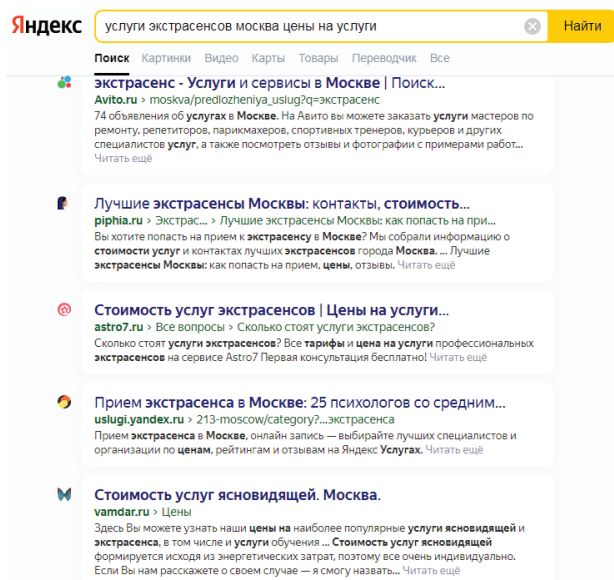 Яндекс
услуги экстрасенсов москва цены на услуги
Найти
Поиск Картинки Видео Карты Товары Переводчик Все
экстрасенс - Услуги и сервисы в Москве | Поиск...
Avito.ru › moskva/predlozheniya_uslug?q=экстрасенс
74 объявления об услугах в Москве. На Авито вы можете заказать услуги мастеров по
ремонту, репетиторов, парикмахеров, спортивных тренеров, курьеров и других
специалистов услуг, а также посмотреть отзывы и фотографии с примерами работ...
Читать ещё
Лучшие экстрасенсы Москвы: контакты, стоимость...
piphia.ru › Экстрас... › Лучшие экстрасенсы Москвы: как попасть на при...
Вы хотите попасть на прием к экстрасенсу в Москве? Мы собрали информацию о
стоимости услуг и контактах лучших экстрасенсов города Москва. ... Лучшие
экстрасенсы Москвы: как попасть на прием, цены, отзывы. Читать ещё
Стоимость услуг экстрасенсов | Цены на услуги...
astro7.ru › Все вопросы › Сколько стоят услуги экстрасенсов?
Сколько стоят услуги экстрасенсов? Все тарифы и цена на услуги профессиональных
экстрасенсов на сервисе Astro7 Первая консультация бесплатно! Читать ещё
Прием экстрасенса в Москве: 25 психологов со средним...
uslugi.yandex.ru › 213-moscow/category?...экстрасенса
Прием экстрасенса в Москве, онлайн запись — выбирайте лучших специалистов и
организации по ценам, рейтингам и отзывам на Яндекс Услугах. Читать ещё
Стоимость услуг ясновидящей. Москва.
vamdar.ru › Цены
Здесь Вы можете узнать наши цены на наиболее популярные услуги ясновидящей и
экстрасенса, в том числе и услуги обучения ... Стоимость услуг ясновидящей
формируется исходя из энергетических затрат, поэтому все очень индивидуально.
Если Вы нам расскажете о своем случае — я смогу назвать... Читать ещё